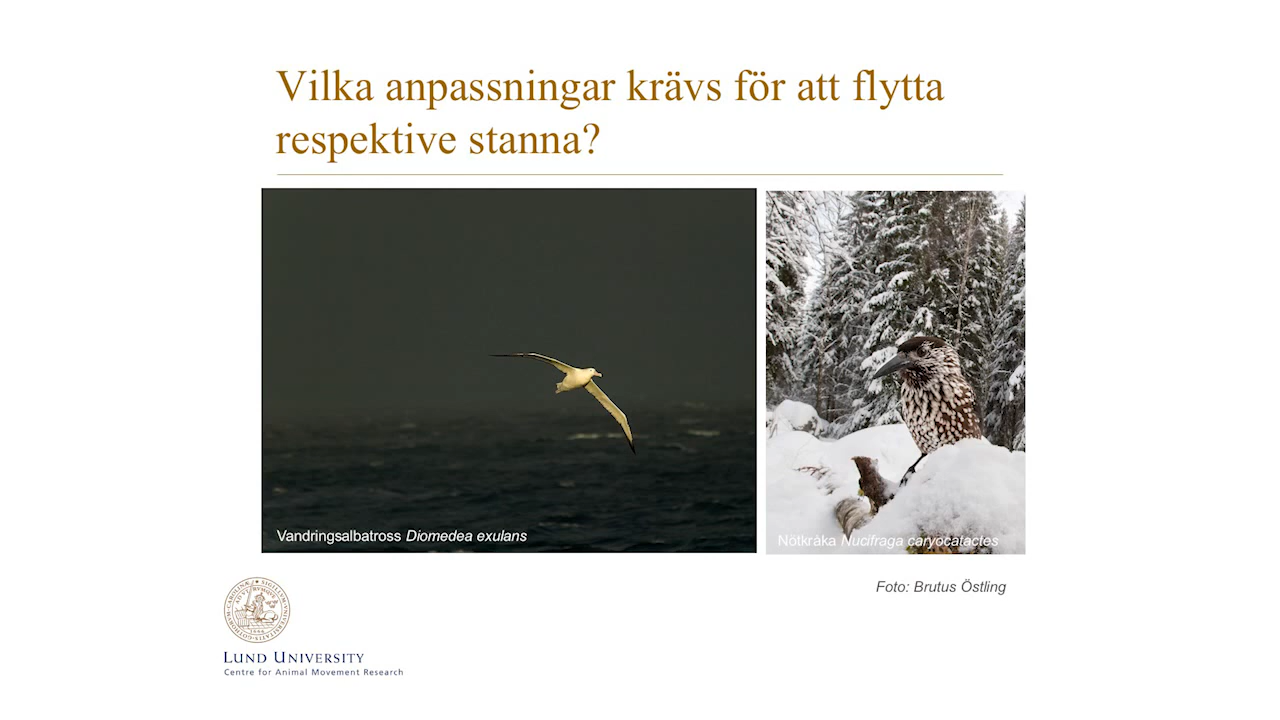 Vilka anpassningar krävs för att flytta
respektive stanna?
Vandringsalbatross Diomedea exulans
Nötkråka Nucifraga caryocatactes
Foto: Brutus Östling
LUND UNIVERSITY
Centre for Animal Movement Research